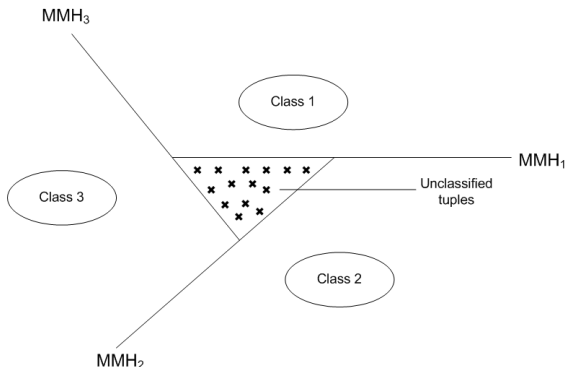 MMH₃
Class 1
MMH₁
Class 3
Unclassified
tuples
Class 2
MMH₂